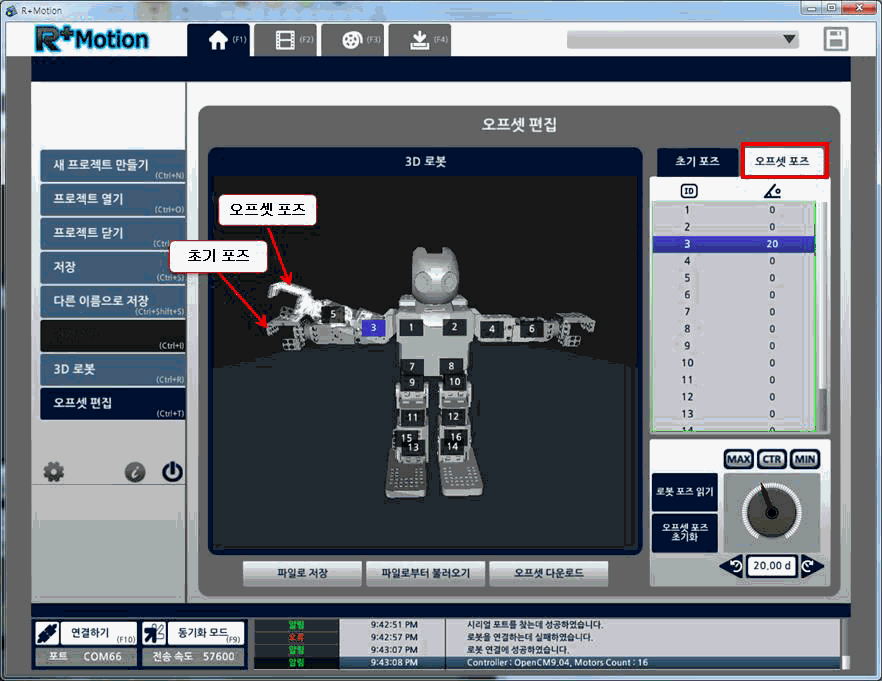 R+Motion
R+Motion
(F1)
(F2)
(F3)
(F4)
오프셋 편집
새 프로젝트 만들기
(Ctrl+N)
프로젝트 열기
(Ctrl+O)
프로젝트 닫기
(Ctrl
저장
(Ctrl+S)
다른 이름으로 저장
(Ctrl+Shift+S)
(Ctrl+I)
3D 로봇
(Ctrl+R)
오프셋 편집
(Ctrl+T)
3D 로봇
오프셋 포즈
초기 포즈
5
3
1
2
4
6
7
8
9
10
11
12
15
16
13
14
파일로 저장
파일로부터 불러오기
오프셋 다운로드
초기 포즈
오프셋 포즈
ID
1 0
2 0
3 20
4 0
5 0
6 0
7 0
8 0
9 0
10 0
11 0
12 0
13 0
14 0
MAX
CTR
MIN
로봇 포즈 읽기
오프셋 포즈
초기화
20,00 d
연결하기
(F10)
동기화 모드
(F9)
포트 COM66
전송 속도 57600
알림 9:42:51 PM 시리얼 포트를 찾는데 성공하였습니다.
오류 9:42:57 PM 로봇을 연결하는데 실패하였습니다.
알림 9:43:07 PM 로봇 연결에 성공하였습니다.
알림 9:43:08 PM Controller : OpenCM9,04, Motors Count : 16